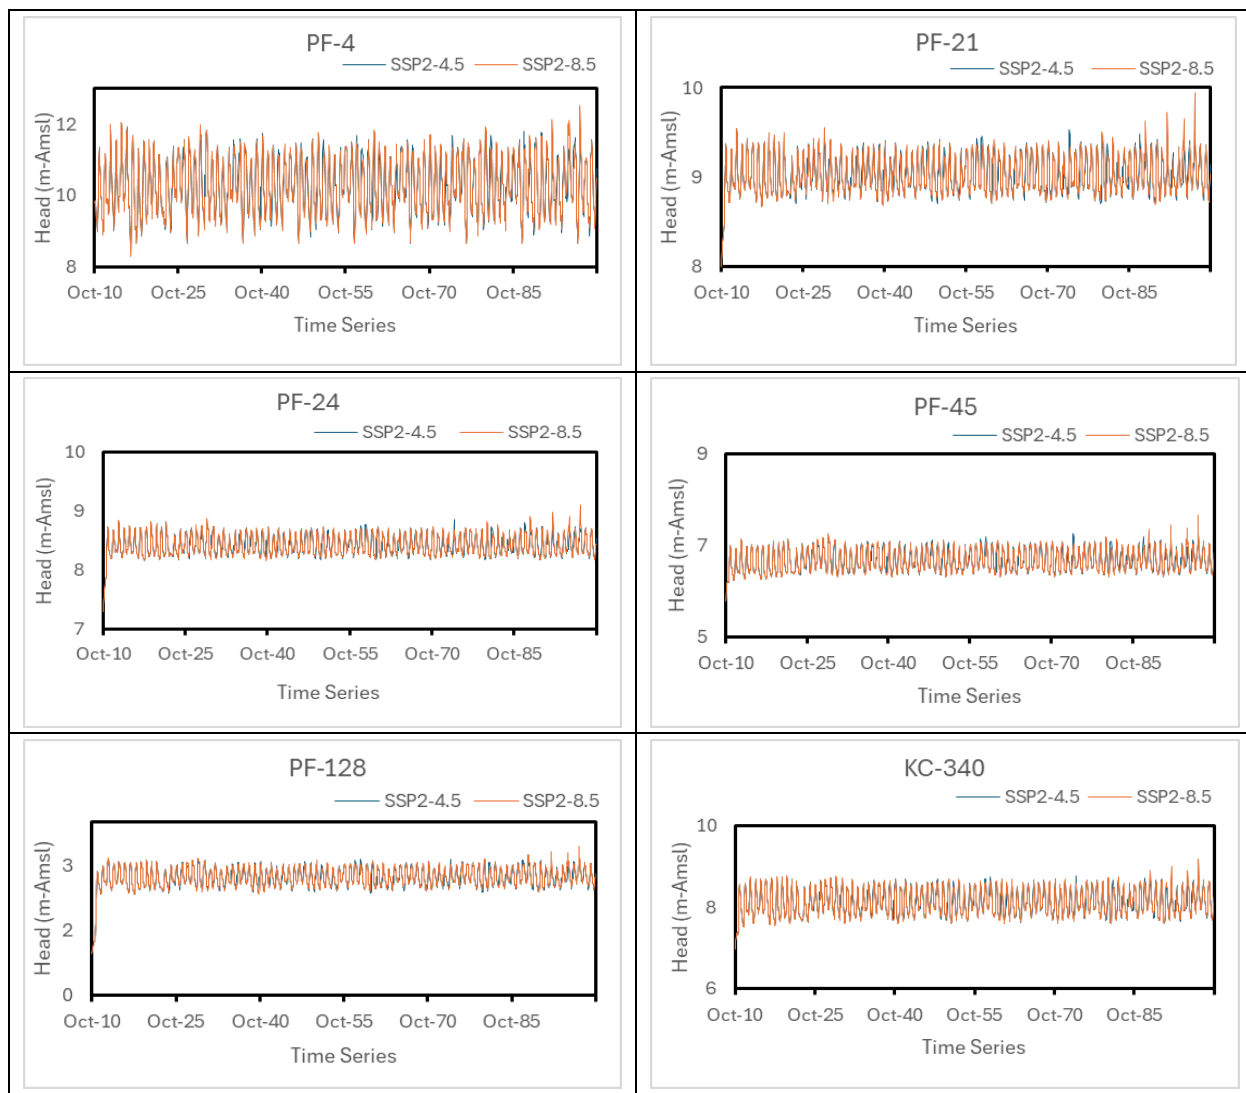 PF-4
SSP2-4.5 SSP2-8.5
Head (m-Amsl)
12
10
8
Oct-10 Oct-25 Oct-40 Oct-55 Oct-70 Oct-85
Time Series
PF-21
SSP2-4.5 SSP2-8.5
Head (m-Amsl)
10
9
8
Oct-10 Oct-25 Oct-40 Oct-55 Oct-70 Oct-85
Time Series
PF-24
SSP2-4.5 SSP2-8.5
Head (m-Amsl)
10
9
8
7
Oct-10 Oct-25 Oct-40 Oct-55 Oct-70 Oct-85
Time Series
PF-45
SSP2-4.5 SSP2-8.5
Head (m-Amsl)
9
7
5
Oct-10 Oct-25 Oct-40 Oct-55 Oct-70 Oct-85
Time Series
PF-128
SSP2-4.5 SSP2-8.5
Head (m-Amsl)
3
2
0
Oct-10 Oct-25 Oct-40 Oct-55 Oct-70 Oct-85
Time Series
KC-340
SSP2-4.5 SSP2-8.5
Head (m-Amsl)
10
8
6
Oct-10 Oct-25 Oct-40 Oct-55 Oct-70 Oct-85
Time Series